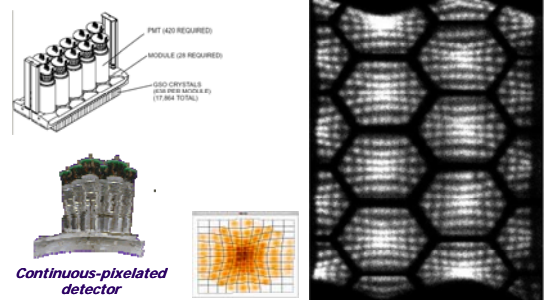 PMT (420 REQUIRED)
MODULE (28 REQUIRED)
GSO CRYSTALS
(638 PER MODULE)
(17,864 TOTAL)
Continuous-pixelated
detector